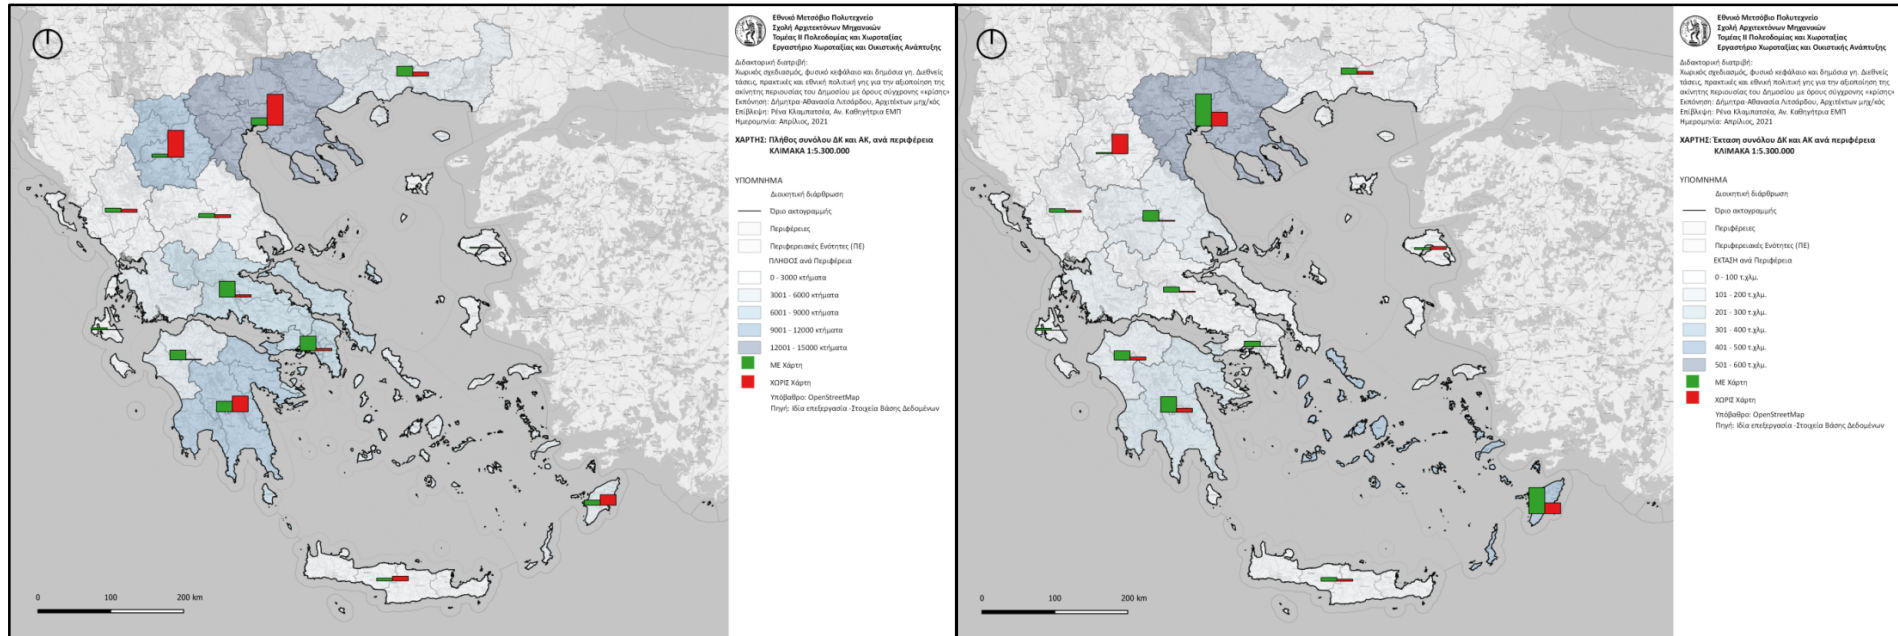 Εθνικό Μετσόβιο Πολυτεχνείο
Σχολή Αρχιτεκτόνων Μηχανικών
Τομέας ΙΙ Πολεοδομίας και Χωροταξίας
Εργαστήριο Χωροταξίας και Οικιστικής Ανάπτυξης
Διδακτορική διατριβή:
Χωρικός σχεδιασμός, φυσικό κεφάλαιο και δημόσια γη. Διεθνείς
τάσεις, πρακτικές και εθνική πολιτική γης για την αξιοποίηση της
ακίνητης περιουσίας του Δημοσίου με όρους σύγχρονης «κρίσης»
Εκπόνηση: Δήμητρα-Αθανασία Λιτσάρδου, Αρχιτέκτων μηχ/κός
Επίβλεψη: Ρένα Κλαμπατσέα, Αν. Καθηγήτρια ΕΜΠ
Ημερομηνία: Απρίλιος, 2021
ΧΑΡΤΗΣ: Πλήθος συνόλου ΔΚ και ΑΚ, ανά περιφέρεια
ΚΛΙΜΑΚΑ 1:5.300.000
ΥΠΟΜΝΗΜΑ
Διοικητική διάρθρωση
Όριο ακτογραμμής
Περιφέρειες
Περιφερειακές Ενότητες (ΠΕ)
ΠΛΗΘΟΣ ανά Περιφέρεια
0 - 3000 κτήματα
3001 - 6000 κτήματα
6001 - 9000 κτήματα
9001 - 12000 κτήματα
12001 - 15000 κτήματα
ΜΕ Χάρτη
ΧΩΡΙΣ Χάρτη
Υπόβαθρο: OpenStreetMap
Πηγή: Ιδία επεξεργασία -Στοιχεία Βάσης Δεδομένων
0 100 200 km
Εθνικό Μετσόβιο Πολυτεχνείο
Σχολή Αρχιτεκτόνων Μηχανικών
Τομέας ΙΙ Πολεοδομίας και Χωροταξίας
Εργαστήριο Χωροταξίας και Οικιστικής Ανάπτυξης
Διδακτορική διατριβή:
Χωρικός σχεδιασμός, φυσικό κεφάλαιο και δημόσια γη. Διεθνείς
τάσεις, πρακτικές και εθνική πολιτική γης για την αξιοποίηση της
ακίνητης περιουσίας του Δημοσίου με όρους σύγχρονης «κρίσης»
Εκπόνηση: Δήμητρα-Αθανασία Λιτσάρδου, Αρχιτέκτων μηχ/κός
Επίβλεψη: Ρένα Κλαμπατσέα, Αν. Καθηγήτρια ΕΜΠ
Ημερομηνία: Απρίλιος, 2021
ΧΑΡΤΗΣ: Έκταση συνόλου ΔΚ και ΑΚ ανά περιφέρεια
ΚΛΙΜΑΚΑ 1:5.300.000
ΥΠΟΜΝΗΜΑ
Διοικητική διάρθρωση
Όριο ακτογραμμής
Περιφέρειες
Περιφερειακές Ενότητες (ΠΕ)
ΕΚΤΑΣΗ ανά Περιφέρεια
0 - 100 τ.χλμ.
101 - 200 τ.χλμ.
201 - 300 τ.χλμ.
301 - 400 τ.χλμ.
401 - 500 τ.χλμ.
501 - 600 τ.χλμ.
ΜΕ Χάρτη
ΧΩΡΙΣ Χάρτη
Υπόβαθρο: OpenStreetMap
Πηγή: Ιδία επεξεργασία -Στοιχεία Βάσης Δεδομένων
0 100 200 km